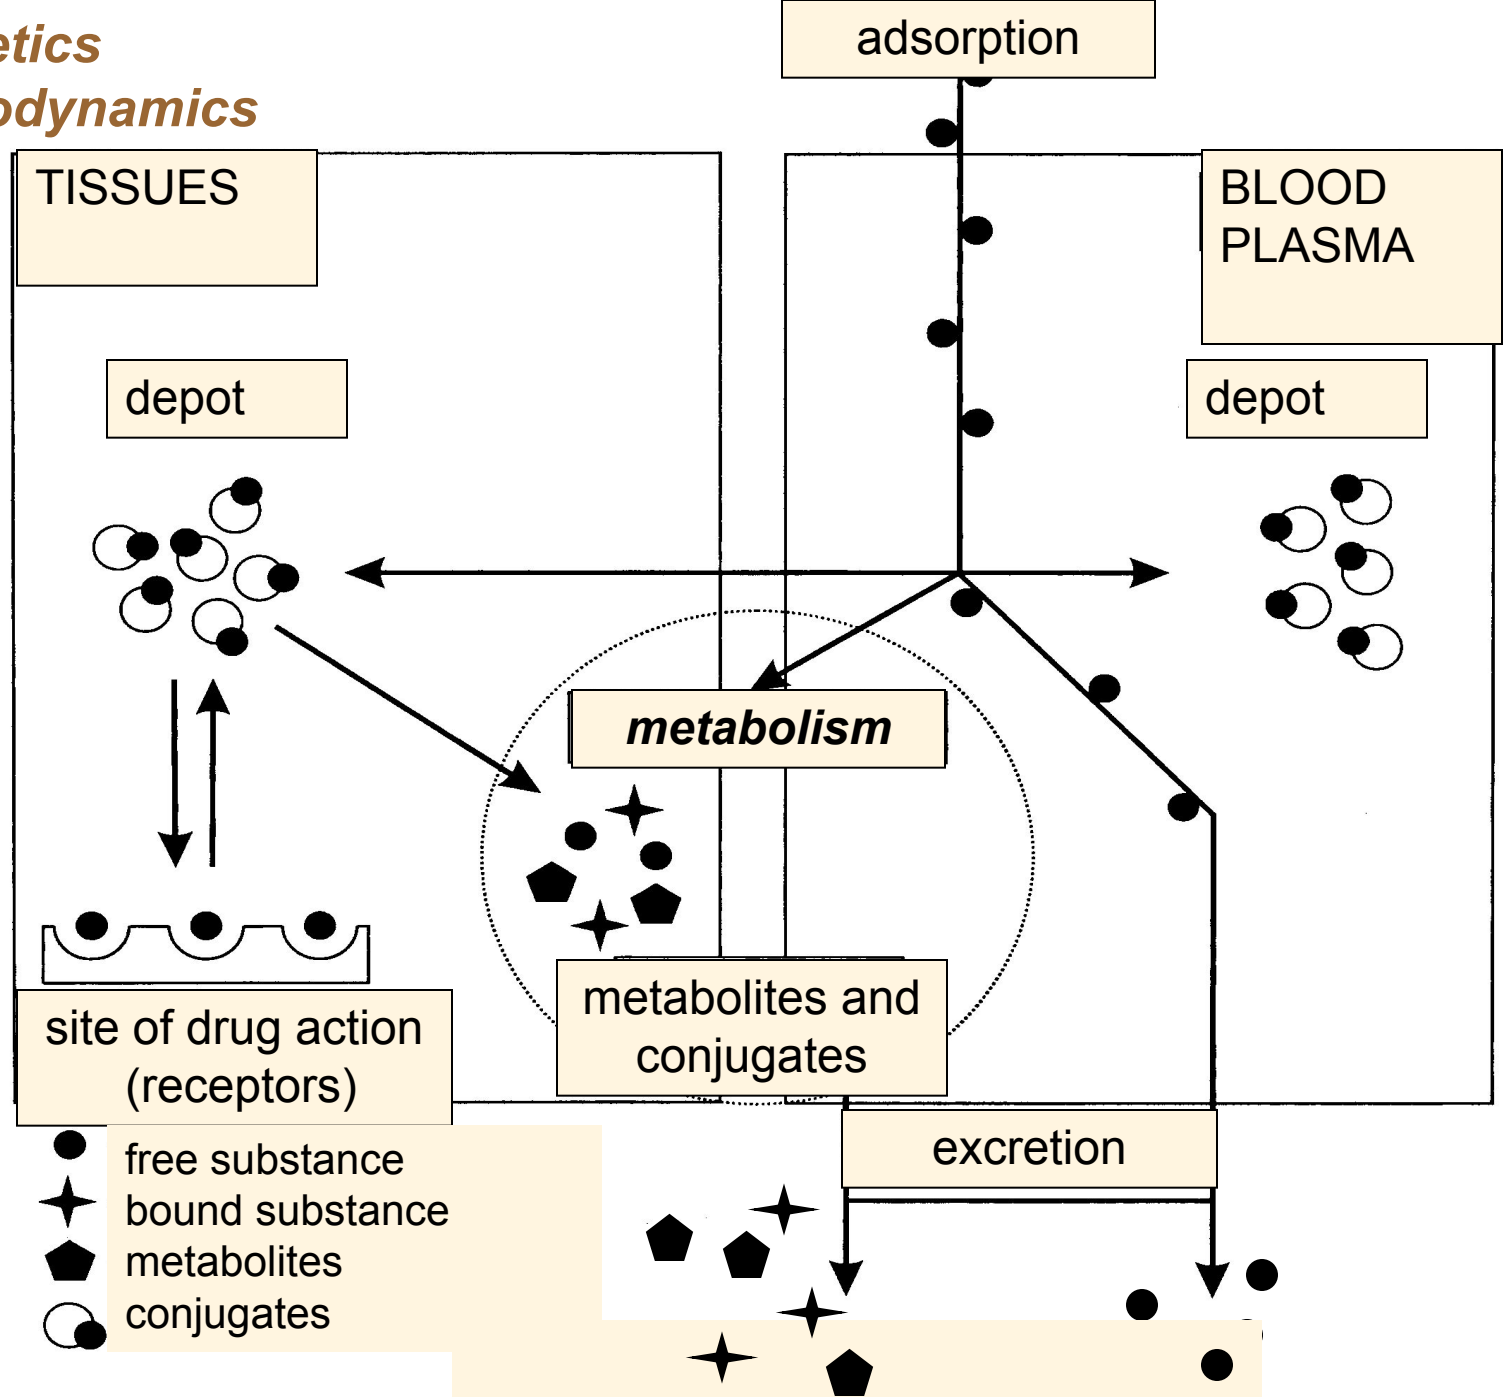 etics
odynamics
adsorption
TISSUES
BLOOD
PLASMA
depot
depot
metabolism
metabolites and
conjugates
site of drug action
(receptors)
excretion
free substance
bound substance
metabolites
conjugates